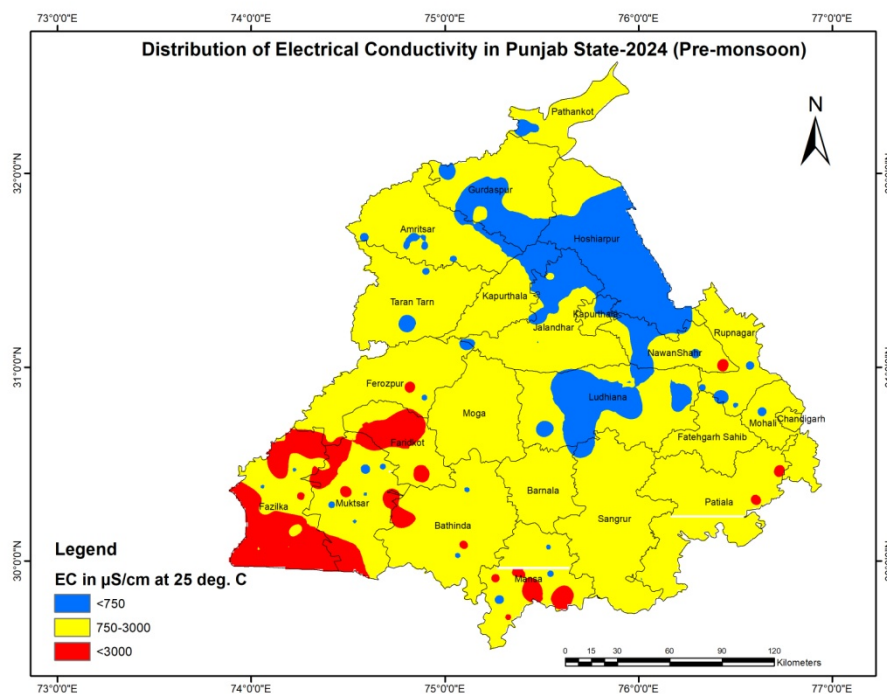 73°0'0"E 74°0'0"E 75°0'0"E 76°0'0"E 77°0'0"E
Distribution of Electrical Conductivity in Punjab State-2024 (Pre-monsoon)
N
Pathankot
32°0'0"N
Gurdaspur
Amritsar
Hoshiarpur
Taran Tarn
Kapurthala
Kapurthala
Jalandhar
Rupnagar
NawanShahr
31°0'0"N
Ferozpur
Ludhiana
Moga
Mohali
Chandigarh
Faridkot
Fatehgarh Sahib
Fazilka
Muktsar
Barnala
Patiala
Bathinda
Sangrur
30°0'0"N
Mansa
Legend
EC in µS/cm at 25 deg. C
<750
750-3000
<3000
0 15 30 60 90 120
Kilometers
73°0'0"E 74°0'0"E 75°0'0"E 76°0'0"E 77°0'0"E